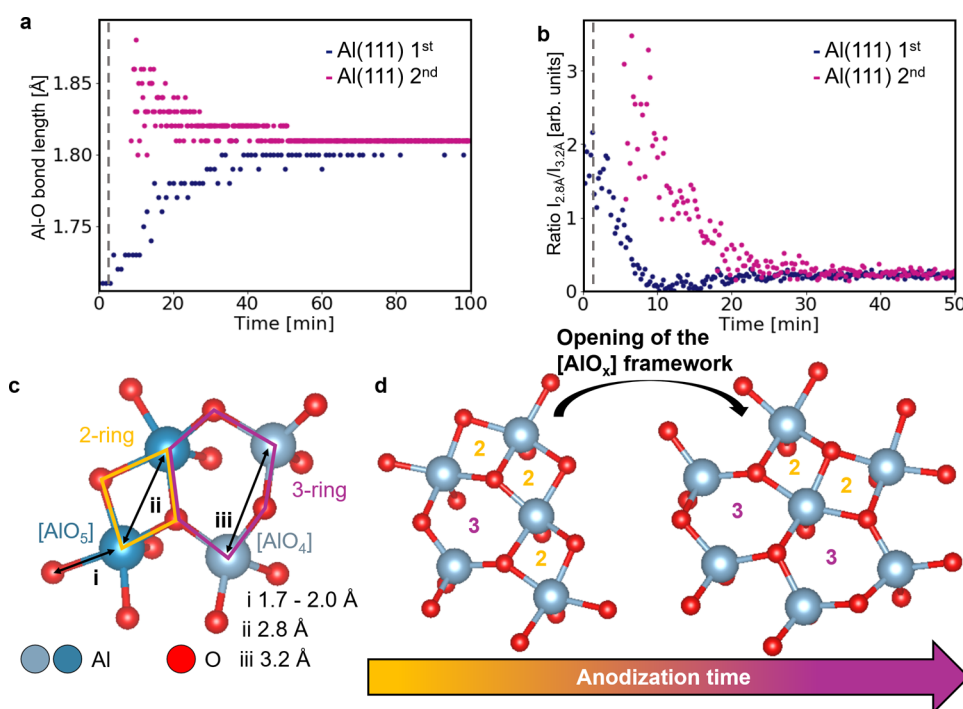 a
Al(111) 1st
Al(111) 2nd
Al-O bond length [Å]
1.85
1.80
1.75
0 20 40 60 80 100
Time [min]
b
Al(111) 1st
Al(111) 2nd
Ratio I2.8Å/I3.2Å [arb. units]
3
2
1
0
0 10 20 30 40 50
Time [min]
c
2-ring
3-ring
ii
iii
[AlO5]
[AlO4]
i
i 1.7 - 2.0 Å
ii 2.8 Å
iii 3.2 Å
Al
O
d
Opening of the
[AlOx] framework
2
2
3
2
2
2
3
3
Anodization time